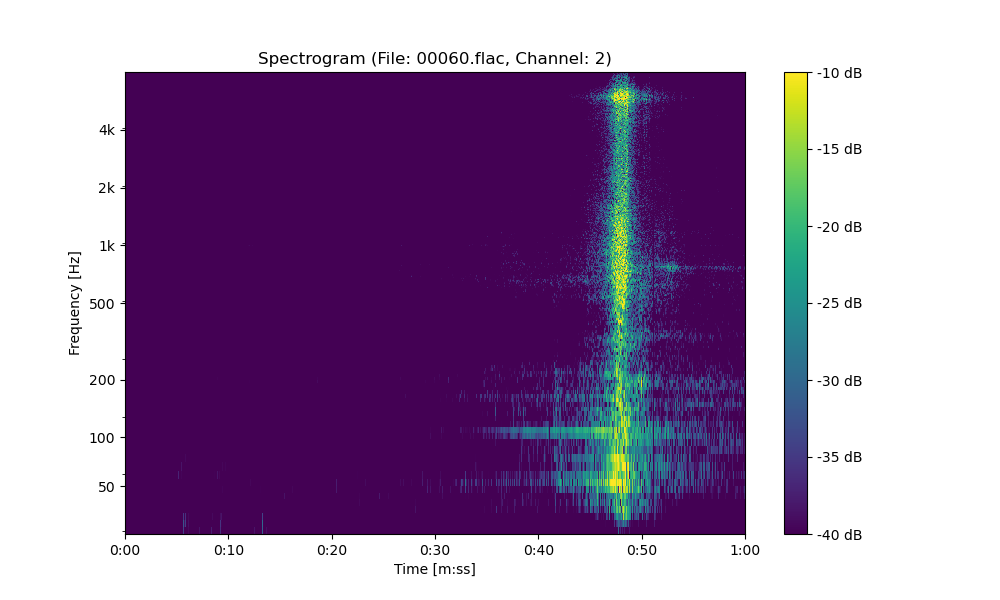 Spectrogram (File: 00060.flac, Channel: 2)
Frequency [Hz]
4k
2k
1k
500
200
100
50
0:00 0:10 0:20 0:30 0:40 0:50 1:00
Time [m:ss]
-10 dB
-15 dB
-20 dB
-25 dB
-30 dB
-35 dB
-40 dB